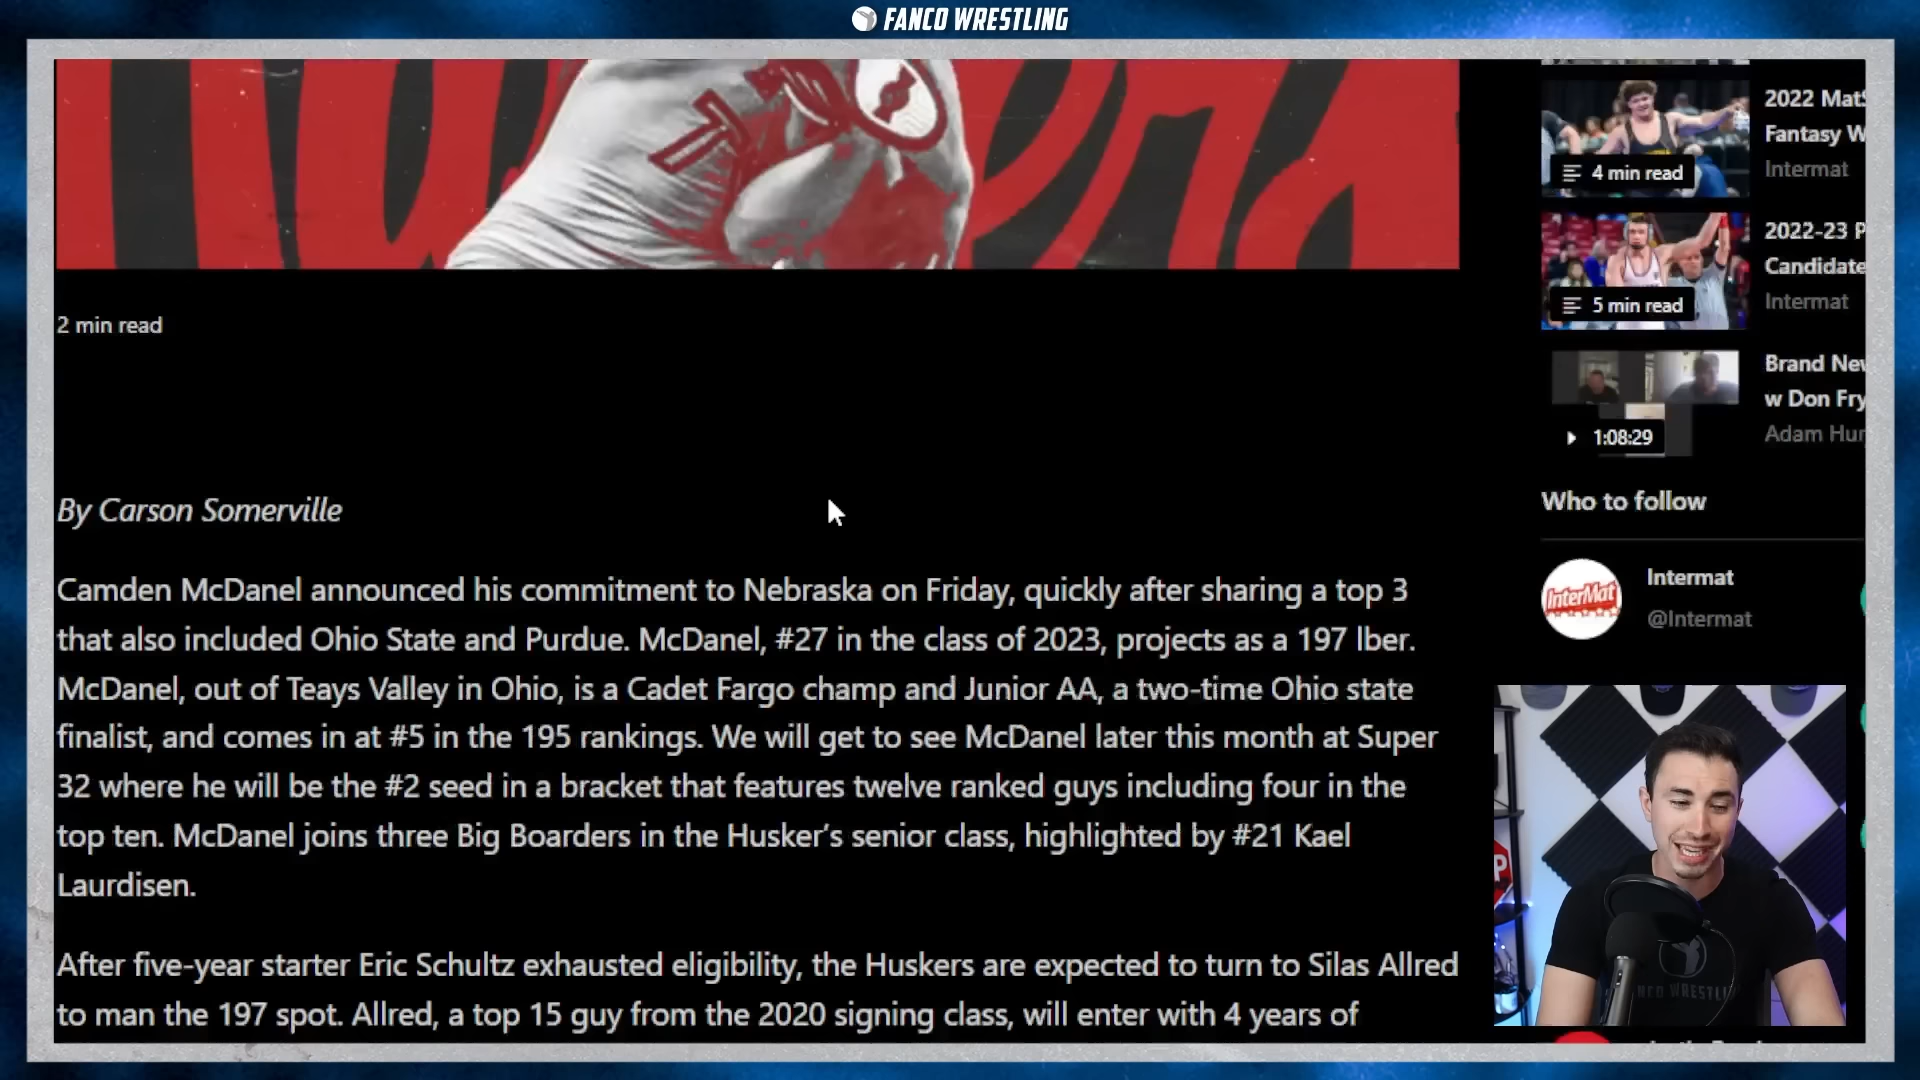 FANCO WRESTLING
2 min read
By Carson Somerville
Camden McDanel announced his commitment to Nebraska on Friday, quickly after sharing a top 3
that also included Ohio State and Purdue. McDanel, #27 in the class of 2023, projects as a 197 lber.
McDanel, out of Teays Valley in Ohio, is a Cadet Fargo champ and Junior AA, a two-time Ohio state
finalist, and comes in at #5 in the 195 rankings. We will get to see McDanel later this month at Super
32 where he will be the #2 seed in a bracket that features twelve ranked guys including four in the
top ten. McDanel joins three Big Boarders in the Husker’s senior class, highlighted by #21 Kael
Laurdisen.
After five-year starter Eric Schultz exhausted eligibility, the Huskers are expected to turn to Silas Allred
to man the 197 spot. Allred, a top 15 guy from the 2020 signing class, will enter with 4 years of
4 min read
2022 Mat
Fantasy W
Intermat
5 min read
2022-23 P
Candidate
Intermat
1:08:29
Brand Nev
w Don Fry
Adam Hur
Who to follow
InterMat
Intermat
@Intermat